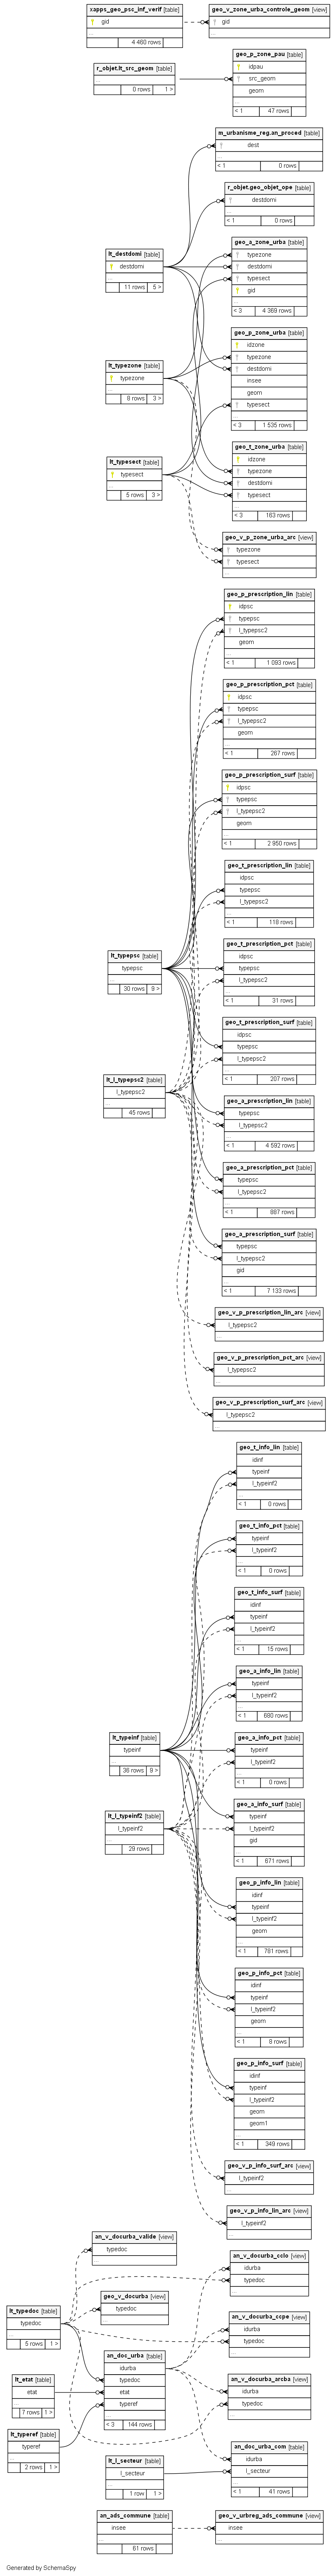 xapps_geo_psc_inf_verif [table]
gid
...
4 460 rows
geo_v_zone_urba_controle_geom [view]
gid
...
r_objet.lt_src_geom [table]
...
0 rows 1 >
geo_p_zone_pau [table]
idpau
src_geom
geom
...
< 1 47 rows
m_urbanisme_reg.an_proced [table]
dest
...
< 1 0 rows
r_objet.geo_objet_ope [table]
destdomi
...
< 1 0 rows
lt_destdomi [table]
destdomi
...
11 rows 5 >
geo_a_zone_urba [table]
typezone
destdomi
typesect
gid
...
< 3 4 369 rows
geo_p_zone_urba [table]
idzone
typezone
destdomi
insee
geom
typesect
...
< 3 1 535 rows
lt_typezone [table]
typezone
...
8 rows 3 >
lt_typesect [table]
typesect
...
5 rows 3 >
geo_t_zone_urba [table]
idzone
typezone
destdomi
typesect
...
< 3 163 rows
geo_v_p_zone_urba_arc [view]
typezone
typesect
...
geo_p_prescription_lin [table]
idpsc
typepsc
l_typepsc2
geom
...
< 1 1 093 rows
geo_p_prescription_pct [table]
idpsc
typepsc
l_typepsc2
geom
...
< 1 267 rows
geo_p_prescription_surf [table]
idpsc
typepsc
l_typepsc2
geom
...
< 1 2 950 rows
geo_t_prescription_lin [table]
idpsc
typepsc
l_typepsc2
...
< 1 118 rows
geo_t_prescription_pct [table]
idpsc
typepsc
l_typepsc2
...
< 1 31 rows
lt_typepsc [table]
typepsc
...
30 rows 9 >
geo_t_prescription_surf [table]
idpsc
typepsc
l_typepsc2
...
< 1 207 rows
lt_l_typepsc2 [table]
l_typepsc2
...
45 rows
geo_a_prescription_lin [table]
typepsc
l_typepsc2
...
< 1 4 592 rows
geo_a_prescription_pct [table]
typepsc
l_typepsc2
...
< 1 887 rows
geo_a_prescription_surf [table]
typepsc
l_typepsc2
gid
...
< 1 7 133 rows
geo_v_p_prescription_lin_arc [view]
l_typepsc2
...
geo_v_p_prescription_pct_arc [view]
l_typepsc2
...
geo_v_p_prescription_surf_arc [view]
l_typepsc2
...
geo_t_info_lin [table]
idinf
typeinf
l_typeinf2
...
< 1 0 rows
geo_t_info_pct [table]
typeinf
l_typeinf2
...
< 1 0 rows
geo_t_info_surf [table]
idinf
typeinf
l_typeinf2
...
< 1 15 rows
geo_a_info_lin [table]
typeinf
l_typeinf2
...
< 1 680 rows
lt_typeinf [table]
typeinf
...
36 rows 9 >
geo_a_info_pct [table]
typeinf
l_typeinf2
...
< 1 0 rows
lt_l_typeinf2 [table]
l_typeinf2
...
29 rows
geo_a_info_surf [table]
typeinf
l_typeinf2
gid
...
< 1 671 rows
geo_p_info_lin [table]
idinf
typeinf
l_typeinf2
geom
...
< 1 781 rows
geo_p_info_pct [table]
idinf
typeinf
l_typeinf2
geom
...
< 1 8 rows
geo_p_info_surf [table]
idinf
typeinf
l_typeinf2
geom
geom1
...
< 1 349 rows
geo_v_p_info_surf_arc [view]
l_typeinf2
...
geo_v_p_info_lin_arc [view]
l_typeinf2
...
an_v_docurba_valide [view]
typedoc
...
an_v_docurba_cclo [view]
idurba
typedoc
...
geo_v_docurba [view]
typedoc
...
lt_typedoc [table]
typedoc
...
5 rows 1 >
an_v_docurba_ccpe [view]
idurba
typedoc
...
an_doc_urba [table]
idurba
typedoc
etat
typeref
...
< 3 144 rows
lt_etat [table]
etat
...
7 rows 1 >
an_v_docurba_arcba [view]
idurba
typedoc
...
lt_typeref [table]
typeref
...
2 rows 1 >
lt_l_secteur [table]
l_secteur
...
1 row 1 >
an_doc_urba_com [table]
idurba
l_secteur
...
< 1 41 rows
an_ads_commune [table]
insee
...
61 rows
geo_v_urbreg_ads_commune [view]
insee
...
Generated by SchemaSpy